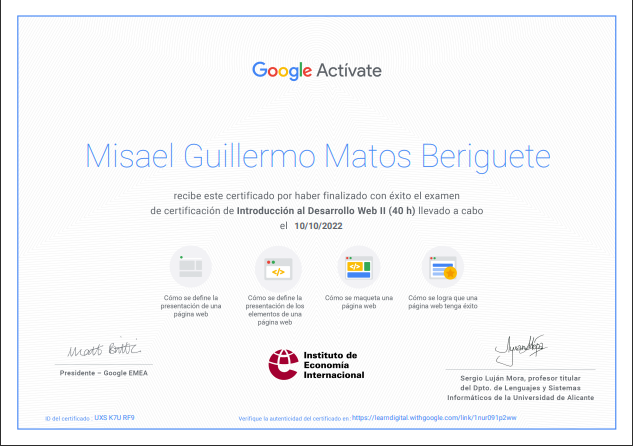 Google Actívate
Misael Guillermo Matos Beriguete
recibe este certificado por haber finalizado con éxito el examen
de certificación de Introducción al Desarrollo Web II (40 h) llevado a cabo
el 10/10/2022
Cómo se define la
presentación de una
página web
Cómo se define la
presentación de los
elementos de una
página web
Cómo se maqueta una
página web
Cómo se logra que una
página web tenga éxito
Matt Brittin
Presidente – Google EMEA
Instituto de
Economía
Internacional
Sergio Luján Mora, profesor titular
del Dpto. de Lenguajes y Sistemas
Informáticos de la Universidad de Alicante
ID del certificado : UXS K7U RF9
Verifique la autenticidad del certificado en: https://learndigital.withgoogle.com/link/1nur091p2ww